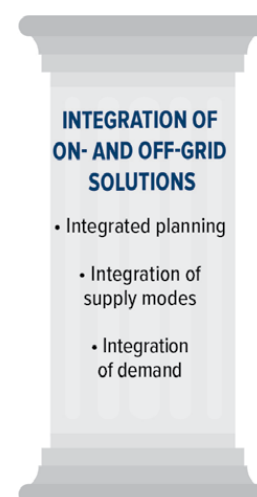 INTEGRATION OF
ON- AND OFF-GRID
SOLUTIONS
• Integrated planning
• Integration of
supply modes
• Integration
of demand